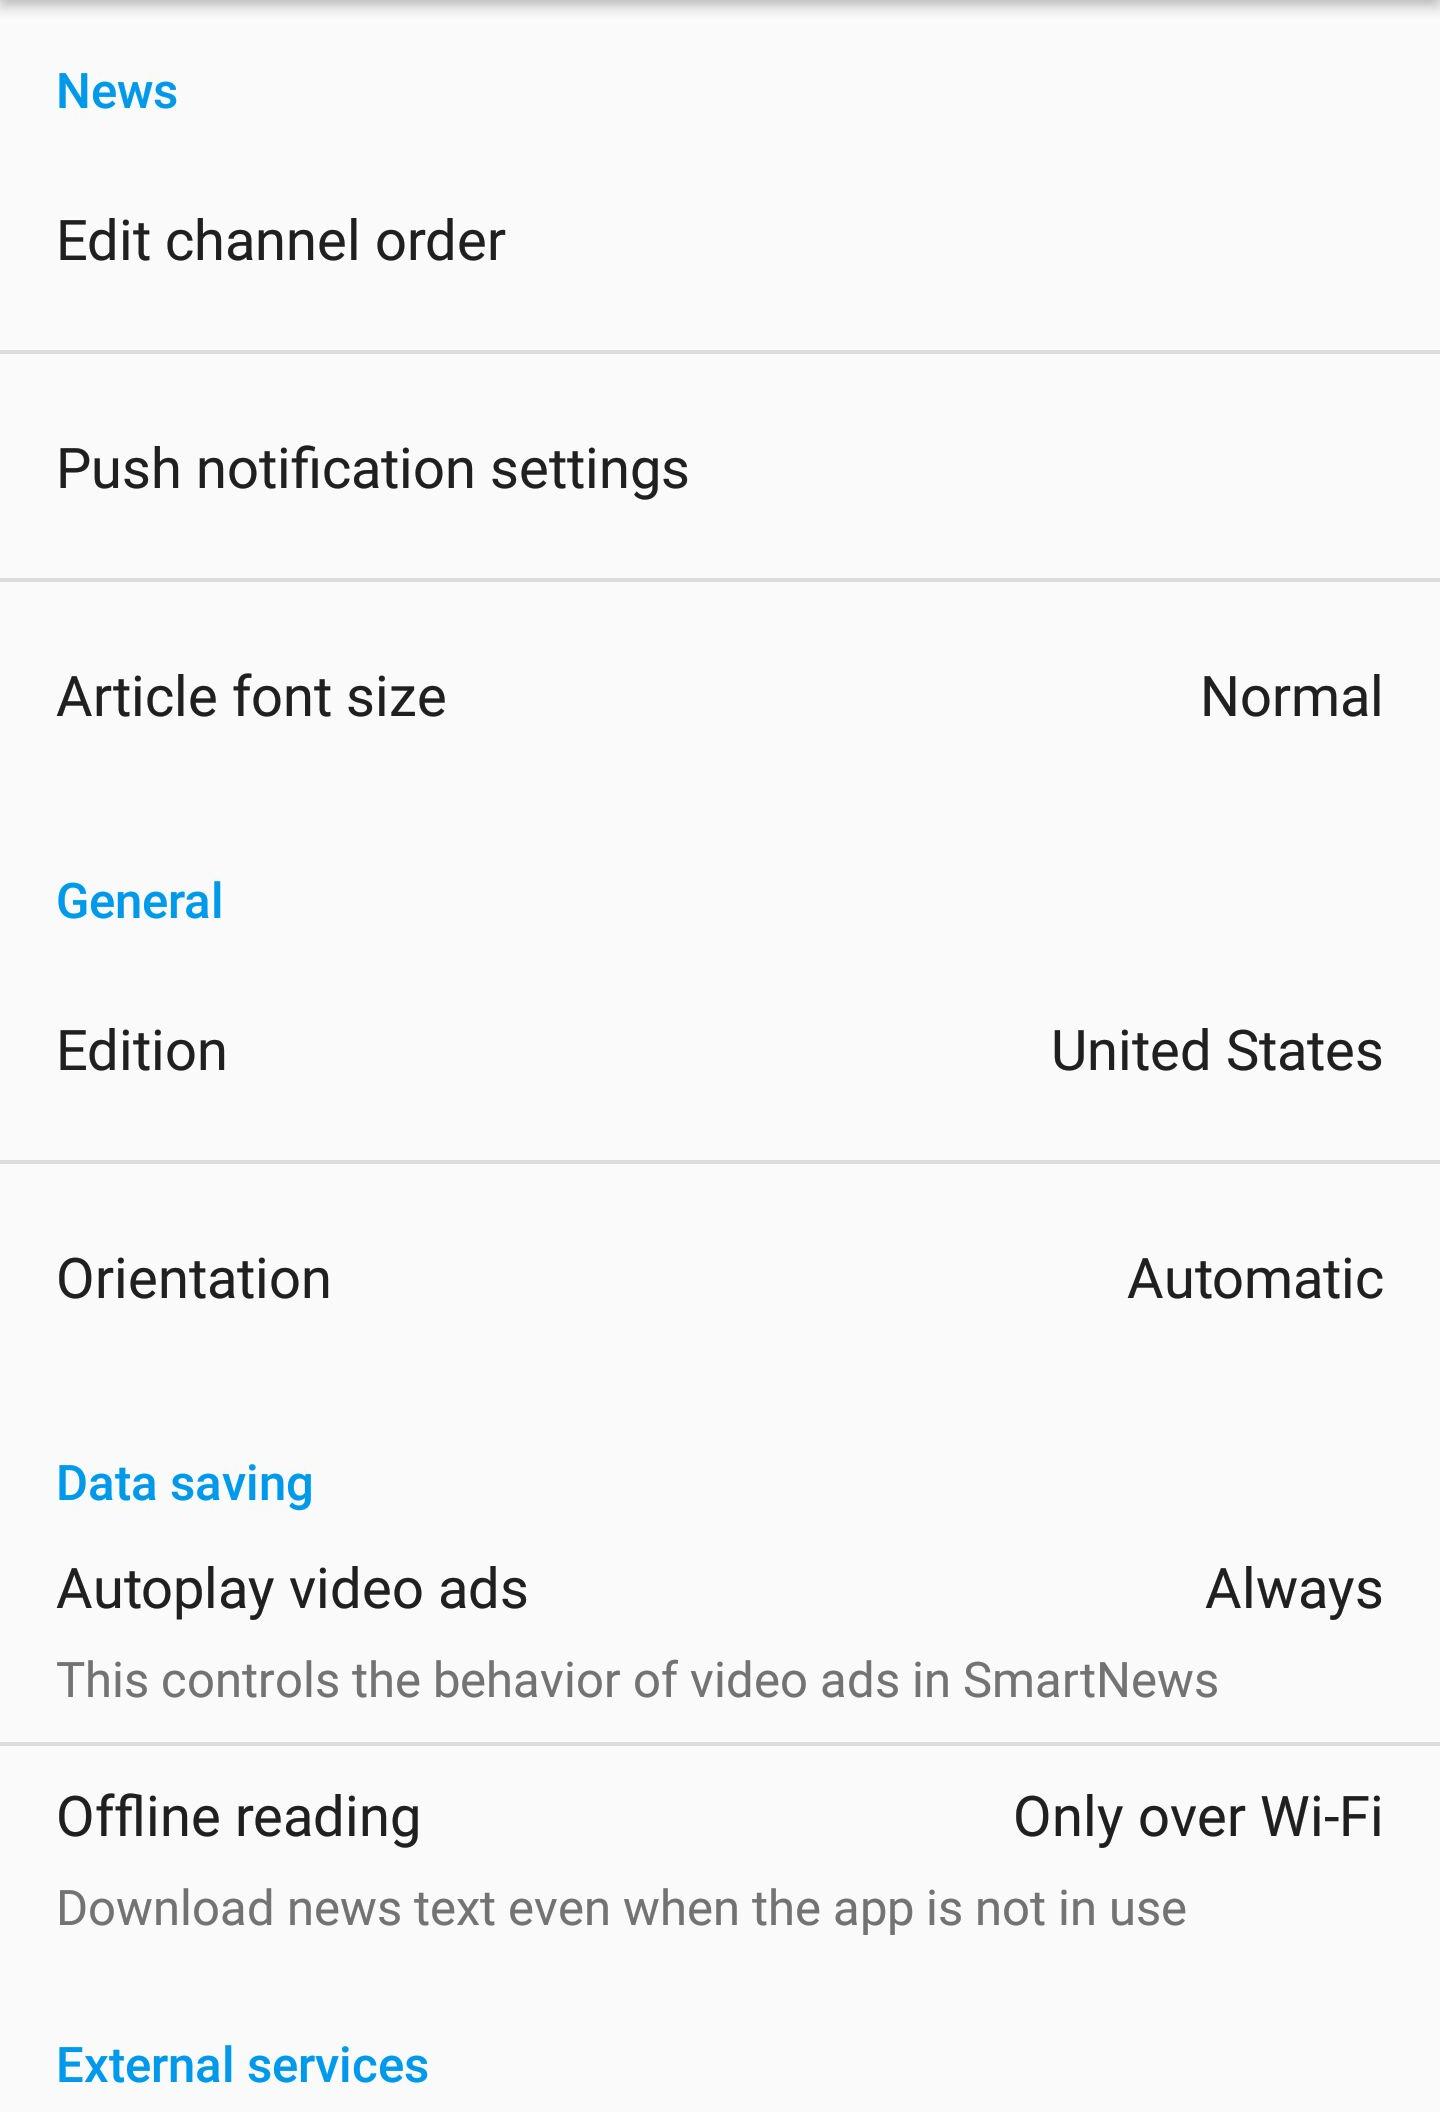 News
Edit channel order
Push notification settings
Article font size Normal
General
Edition United States
Orientation Automatic
Data saving
Autoplay video ads Always
This controls the behavior of video ads in SmartNews
Offline reading Only over Wi-Fi
Download news text even when the app is not in use
External services